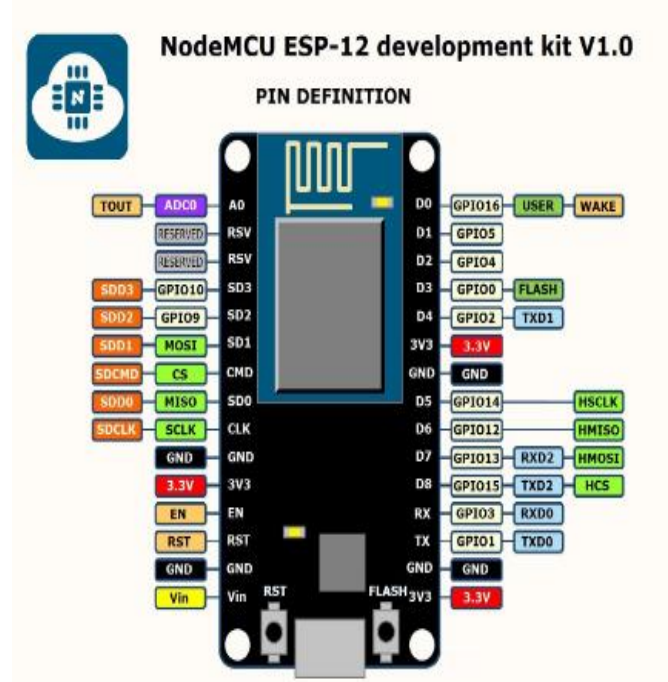 NodeMCU ESP-12 development kit V1.0
PIN DEFINITION
N
TOUT ADC0 A0 D0 GPIO16 USER WAKE
RESERVED RSV D1 GPIO5
RESERVED RSV D2 GPIO4
SDD3 GPIO10 SD3 D3 GPIO0 FLASH
SDD2 GPIO9 SD2 D4 GPIO2 TXD1
SDD1 MOSI SD1 3V3 3.3V
SDCMD CS CMD GND GND
SDD0 MISO SD0 D5 GPIO14 HSCLK
SDCLK SCLK CLK D6 GPIO12 HMISO
GND GND D7 GPIO13 RXD2 HMOSI
3.3V 3V3 D8 GPIO15 TXD2 HCS
EN EN RX GPIO3 RXD0
RST RST TX GPIO1 TXD0
GND GND GND GND
Vin Vin RST FLASH 3V3 3.3V